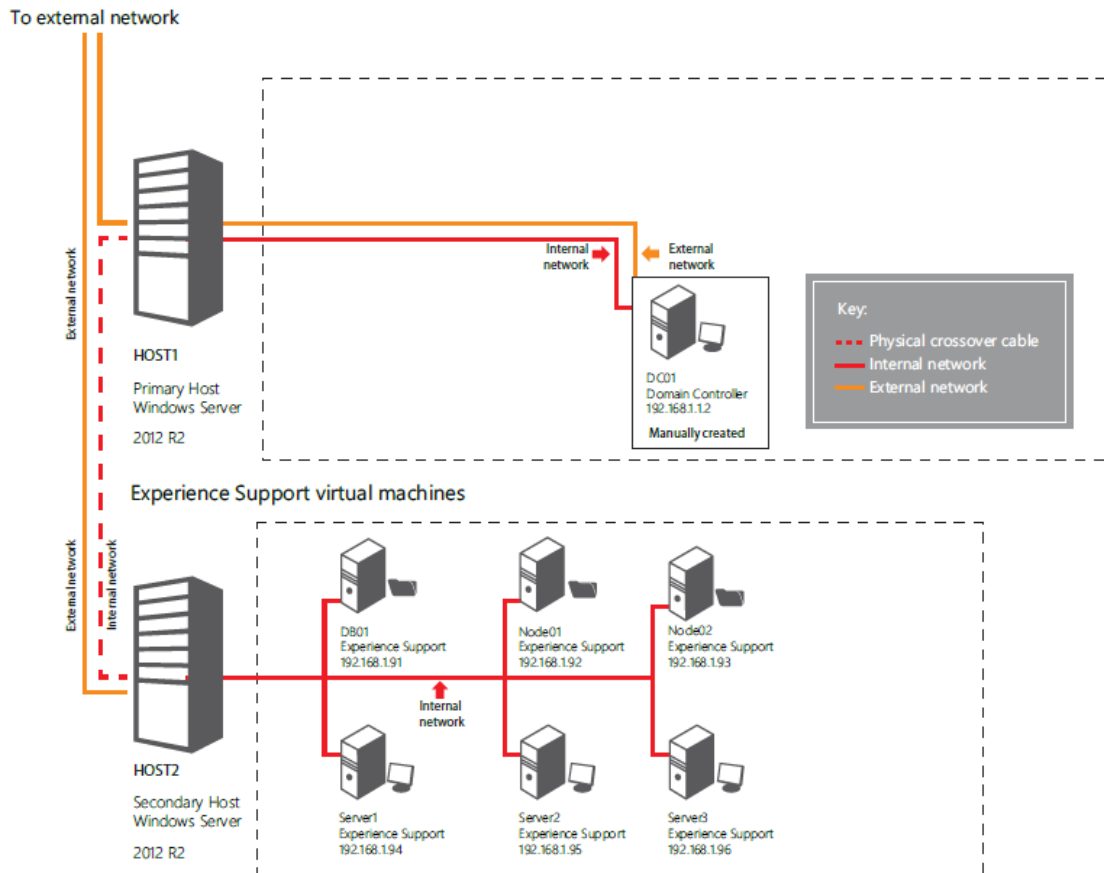 To external network
External network
Internal network
External network
HOST1
Primary Host
Windows Server
2012 R2
DC01
Domain Controller
192.168.1.1.2
Manually created
Key:
Physical crossover cable
Internal network
External network
Experience Support virtual machines
External network
Internal network
DB01
Experience Support
192.168.1.91
Node01
Experience Support
192.168.1.92
Node02
Experience Support
192.168.1.93
Internal network
HOST2
Secondary Host
Windows Server
2012 R2
Server1
Experience Support
192.168.1.94
Server2
Experience Support
192.168.1.95
Server3
Experience Support
192.168.1.96